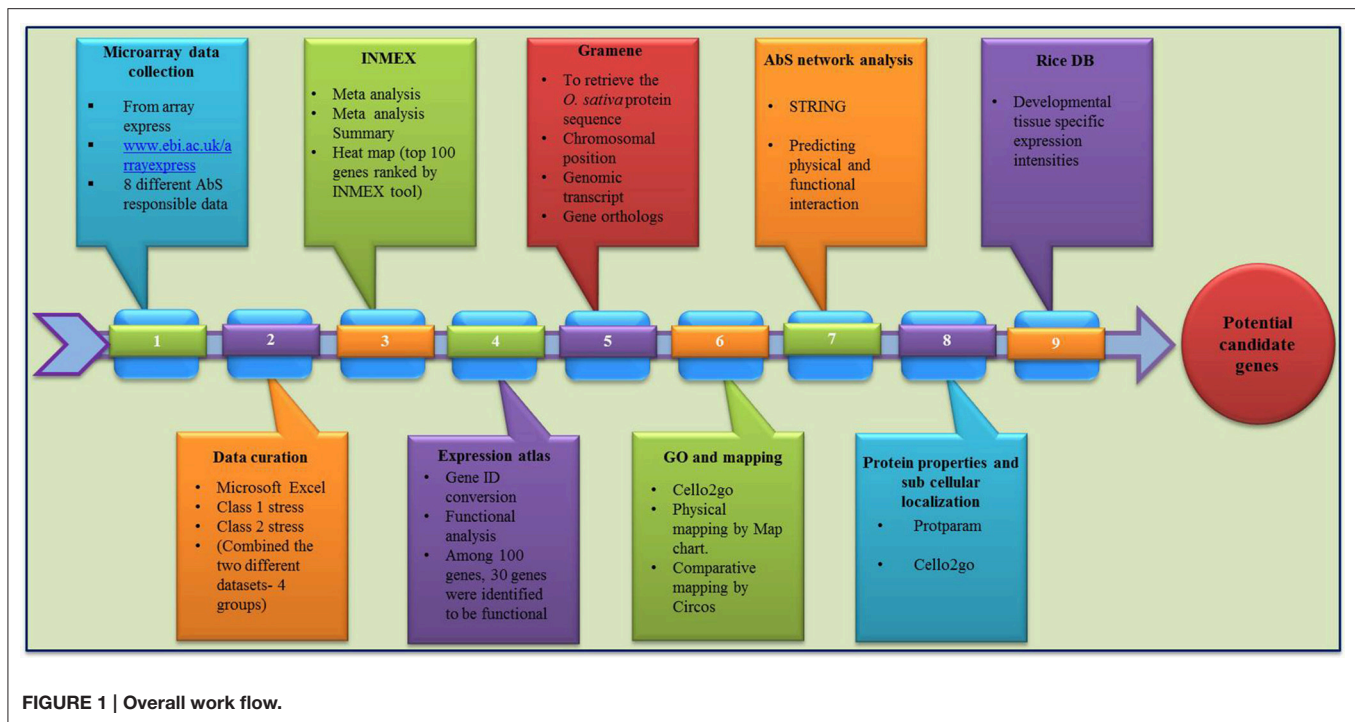 Microarray data
collection
▪ From array
express
▪ www.ebi.ac.uk/a
rrayexpress
▪ 8 different AbS
responsible data
INMEX
• Meta analysis
• Meta analysis
Summary
• Heat map (top 100
genes ranked by
INMEX tool)
Gramene
• To retrieve the
O. sativa protein
sequence
• Chromosomal
position
• Genomic
transcript
• Gene orthologs
AbS network analysis
• STRING
• Predicting
physical and
functional
interaction
Rice DB
• Developmental
tissue specific
expression
intensities
1
2
3
4
5
6
7
8
9
Potential
candidate
genes
Data curation
• Microsoft Excel
• Class 1 stress
• Class 2 stress
• (Combined the
two different
datasets- 4
groups)
Expression atlas
• Gene ID
conversion
• Functional
analysis
• Among 100
genes, 30 genes
were identified
to be functional
GO and mapping
• Cello2go
• Physical
mapping by Map
chart.
• Comparative
mapping by
Circos
Protein properties and
sub cellular
localization
• Protparam
• Cello2go
FIGURE 1 | Overall work flow.